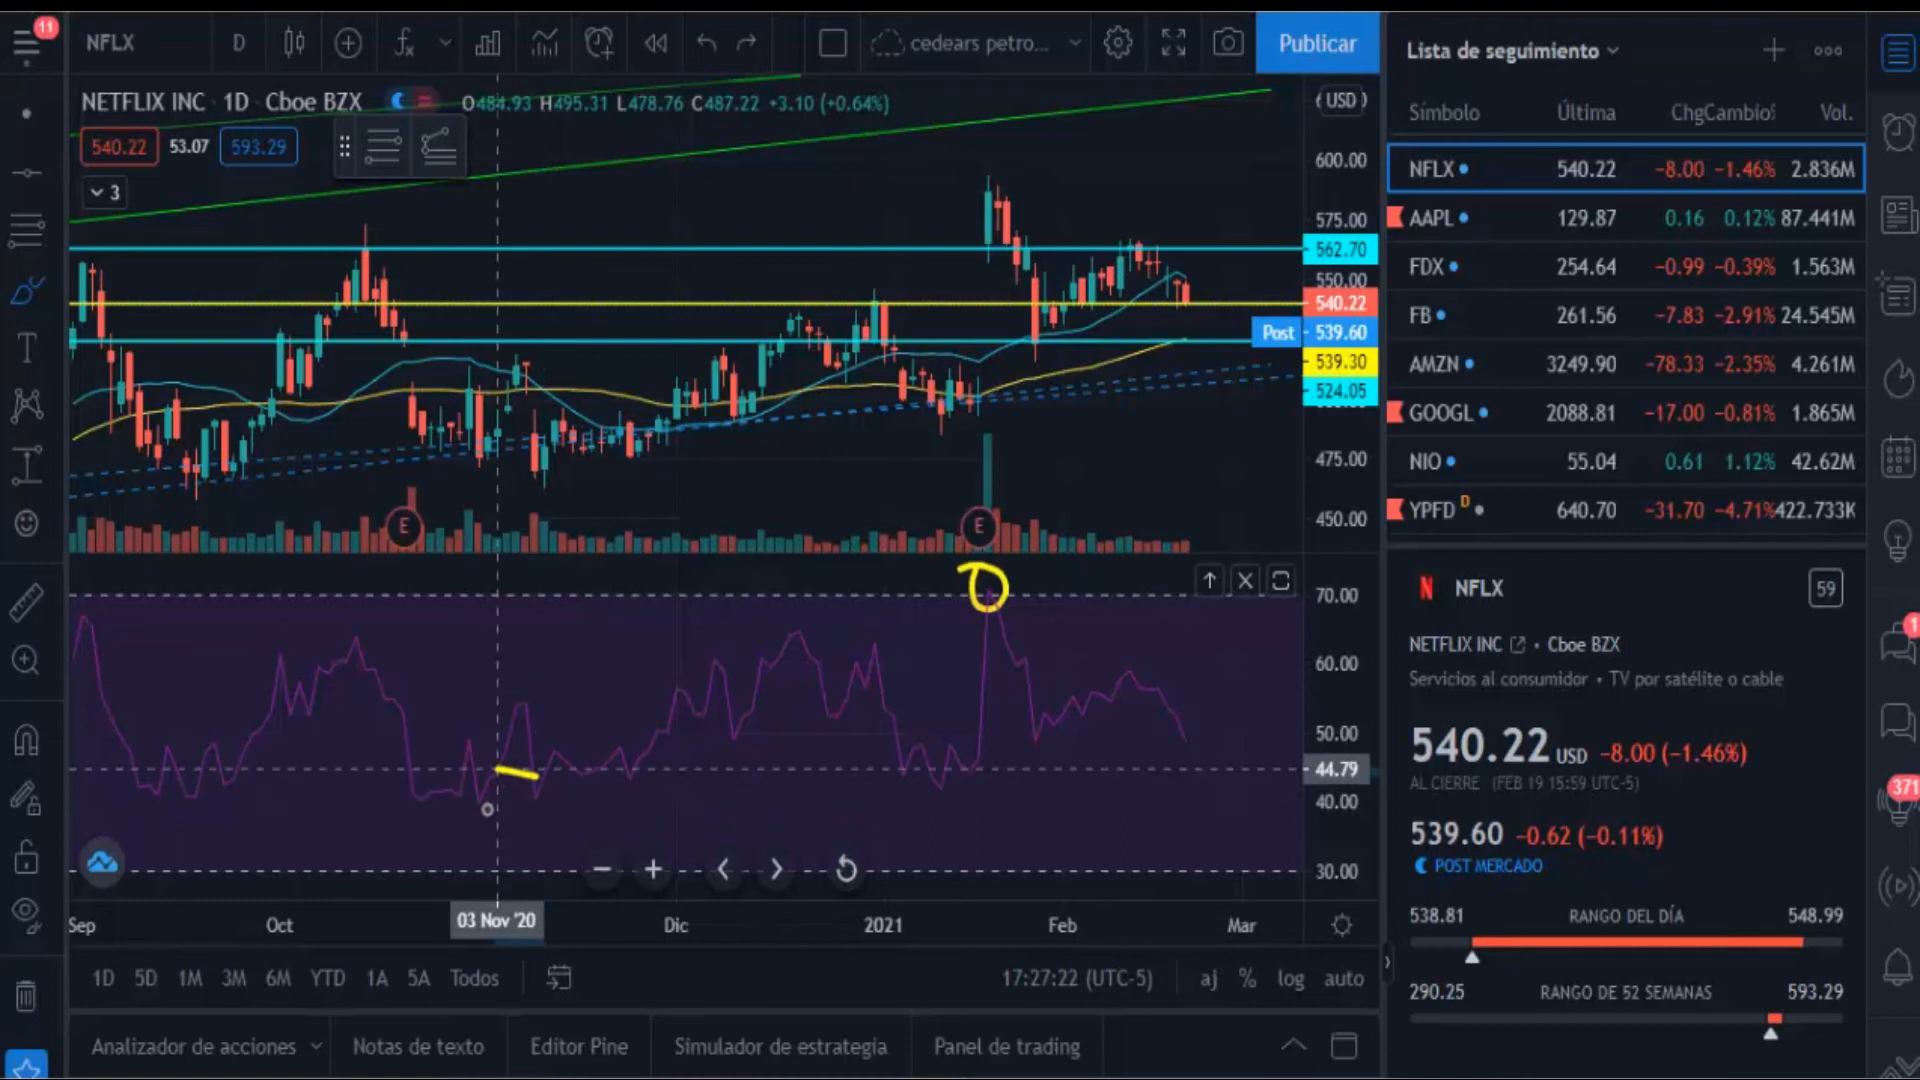 11
NFLX D cedears petro... Publicar
NETFLIX INC · 1D · Cboe BZX O484.93 H495.31 L478.76 C487.22 +3.10 (+0.64%)
540.22 53.07 593.29
3
USD
600.00
575.00
562.70
550.00
540.22
Post 539.60
539.30
524.05
475.00
450.00
E E
70.00
60.00
50.00
44.79
40.00
30.00
Sep Oct 03 Nov '20 Dic 2021 Feb Mar
1D 5D 1M 3M 6M YTD 1A 5A Todos 17:27:22 (UTC-5) aj % log auto
Analizador de acciones Notas de texto Editor Pine Simulador de estrategia Panel de trading
Lista de seguimiento
Símbolo Última Chg Cambio% Vol.
NFLX 540.22 −8.00 −1.46% 2.836M
AAPL 129.87 0.16 0.12% 87.441M
FDX 254.64 −0.99 −0.39% 1.563M
FB 261.56 −7.83 −2.91% 24.545M
AMZN 3249.90 −78.33 −2.35% 4.261M
GOOGL 2088.81 −17.00 −0.81% 1.865M
NIO 55.04 0.61 1.12% 42.62M
YPFD D 640.70 −31.70 −4.71% 422.733K
N NFLX 59
NETFLIX INC · Cboe BZX
Servicios al consumidor • TV por satélite o cable
540.22 USD −8.00 (−1.46%)
AL CIERRE (FEB 19 15:59 UTC-5)
539.60 −0.62 (−0.11%)
POST MERCADO
538.81 RANGO DEL DÍA 548.99
290.25 RANGO DE 52 SEMANAS 593.29
1
371